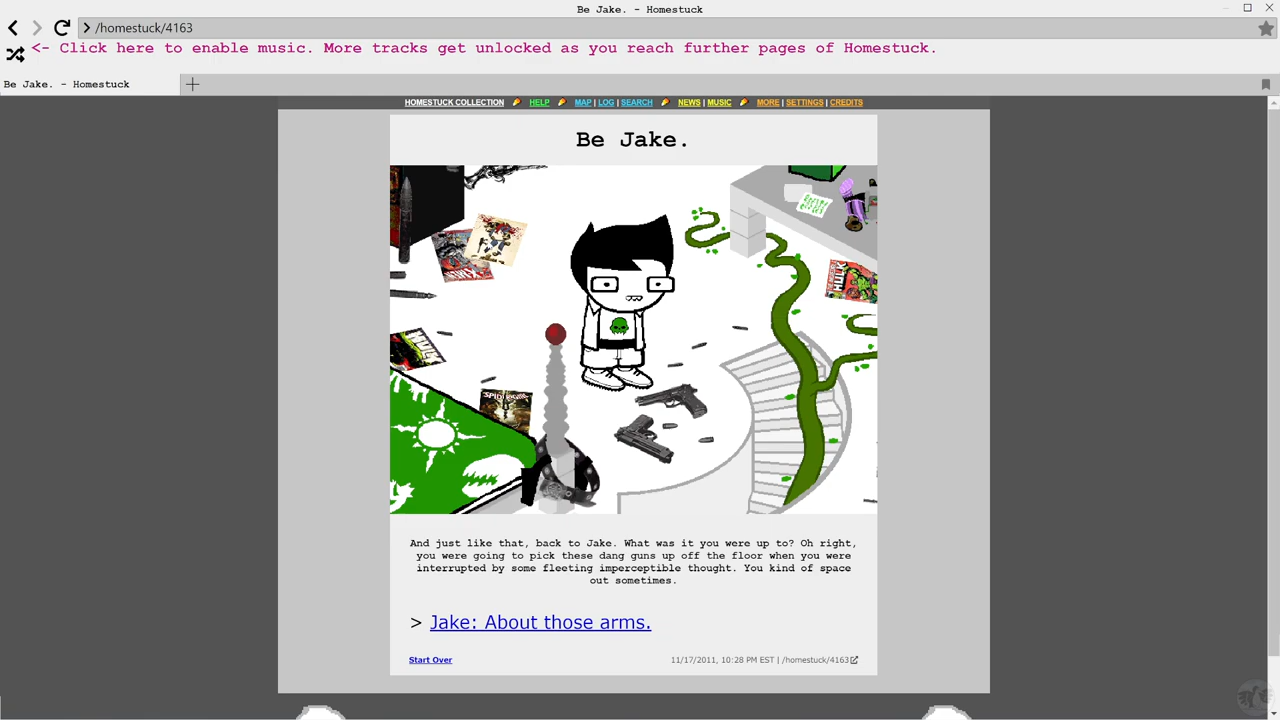 Be Jake. - Homestuck
/homestuck/4163
<- Click here to enable music. More tracks get unlocked as you reach further pages of Homestuck.
Be Jake. - Homestuck
HOMESTUCK COLLECTION HELP MAP | LOG | SEARCH NEWS | MUSIC MORE | SETTINGS | CREDITS
Be Jake.
And just like that, back to Jake. What was it you were up to? Oh right,
you were going to pick these dang guns up off the floor when you were
interrupted by some fleeting imperceptible thought. You kind of space
out sometimes.
> Jake: About those arms.
Start Over
11/17/2011, 10:28 PM EST | /homestuck/4163